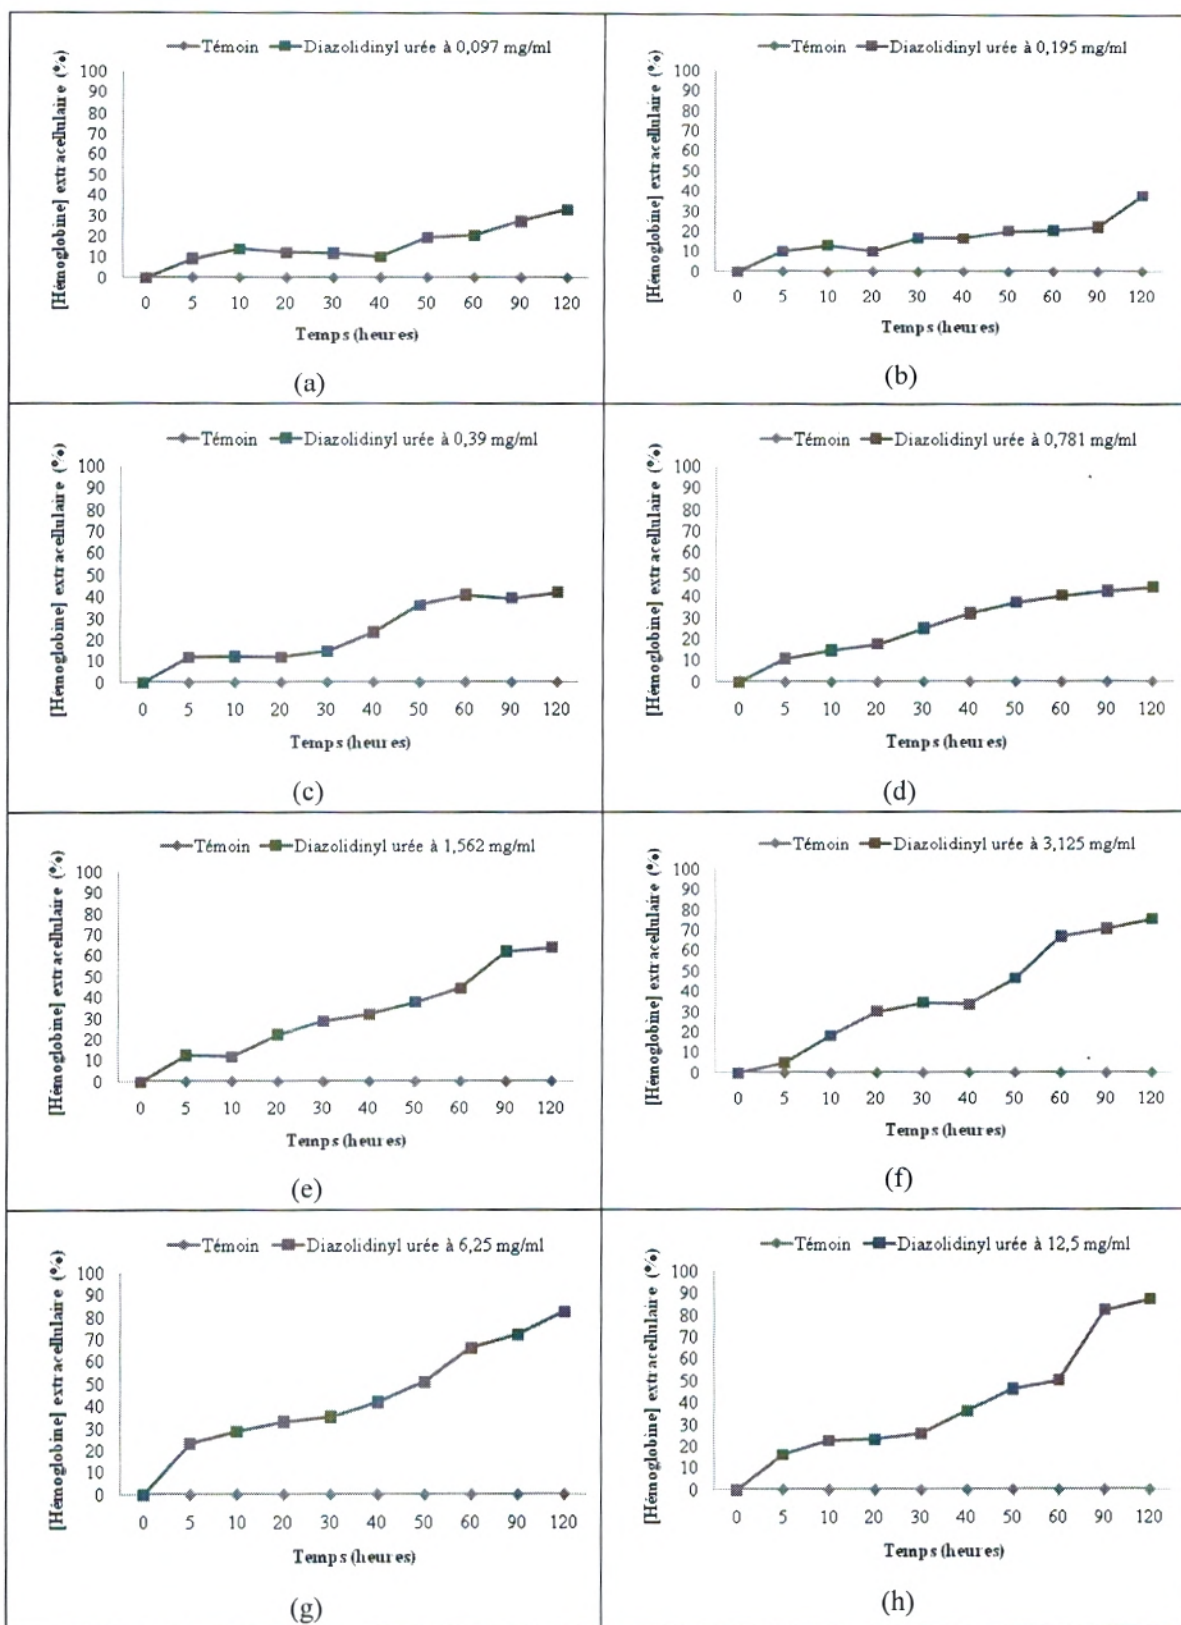 Témoin Diazolidinyl urée à 0,097 mg/ml
[Hémoglobine] extracellulaire (%)
100
90
80
70
60
50
40
30
20
10
0
0 5 10 20 30 40 50 60 90 120
Temps (heures)
(a)
Témoin Diazolidinyl urée à 0,195 mg/ml
[Hémoglobine] extracellulaire (%)
100
90
80
70
60
50
40
30
20
10
0
0 5 10 20 30 40 50 60 90 120
Temps (heures)
(b)
Témoin Diazolidinyl urée à 0,39 mg/ml
[Hémoglobine] extracellulaire (%)
100
90
80
70
60
50
40
30
20
10
0
0 5 10 20 30 40 50 60 90 120
Temps (heures)
(c)
Témoin Diazolidinyl urée à 0,781 mg/ml
[Hémoglobine] extracellulaire (%)
100
90
80
70
60
50
40
30
20
10
0
0 5 10 20 30 40 50 60 90 120
Temps (heures)
(d)
Témoin Diazolidinyl urée à 1,562 mg/ml
[Hémoglobine] extracellulaire (%)
100
90
80
70
60
50
40
30
20
10
0
0 5 10 20 30 40 50 60 90 120
Temps (heures)
(e)
Témoin Diazolidinyl urée à 3,125 mg/ml
[Hémoglobine] extracellulaire (%)
100
90
80
70
60
50
40
30
20
10
0
0 5 10 20 30 40 50 60 90 120
Temps (heures)
(f)
Témoin Diazolidinyl urée à 6,25 mg/ml
[Hémoglobine] extracellulaire (%)
100
90
80
70
60
50
40
30
20
10
0
0 5 10 20 30 40 50 60 90 120
Temps (heures)
(g)
Témoin Diazolidinyl urée à 12,5 mg/ml
[Hémoglobine] extracellulaire (%)
100
90
80
70
60
50
40
30
20
10
0
0 5 10 20 30 40 50 60 90 120
Temps (heures)
(h)